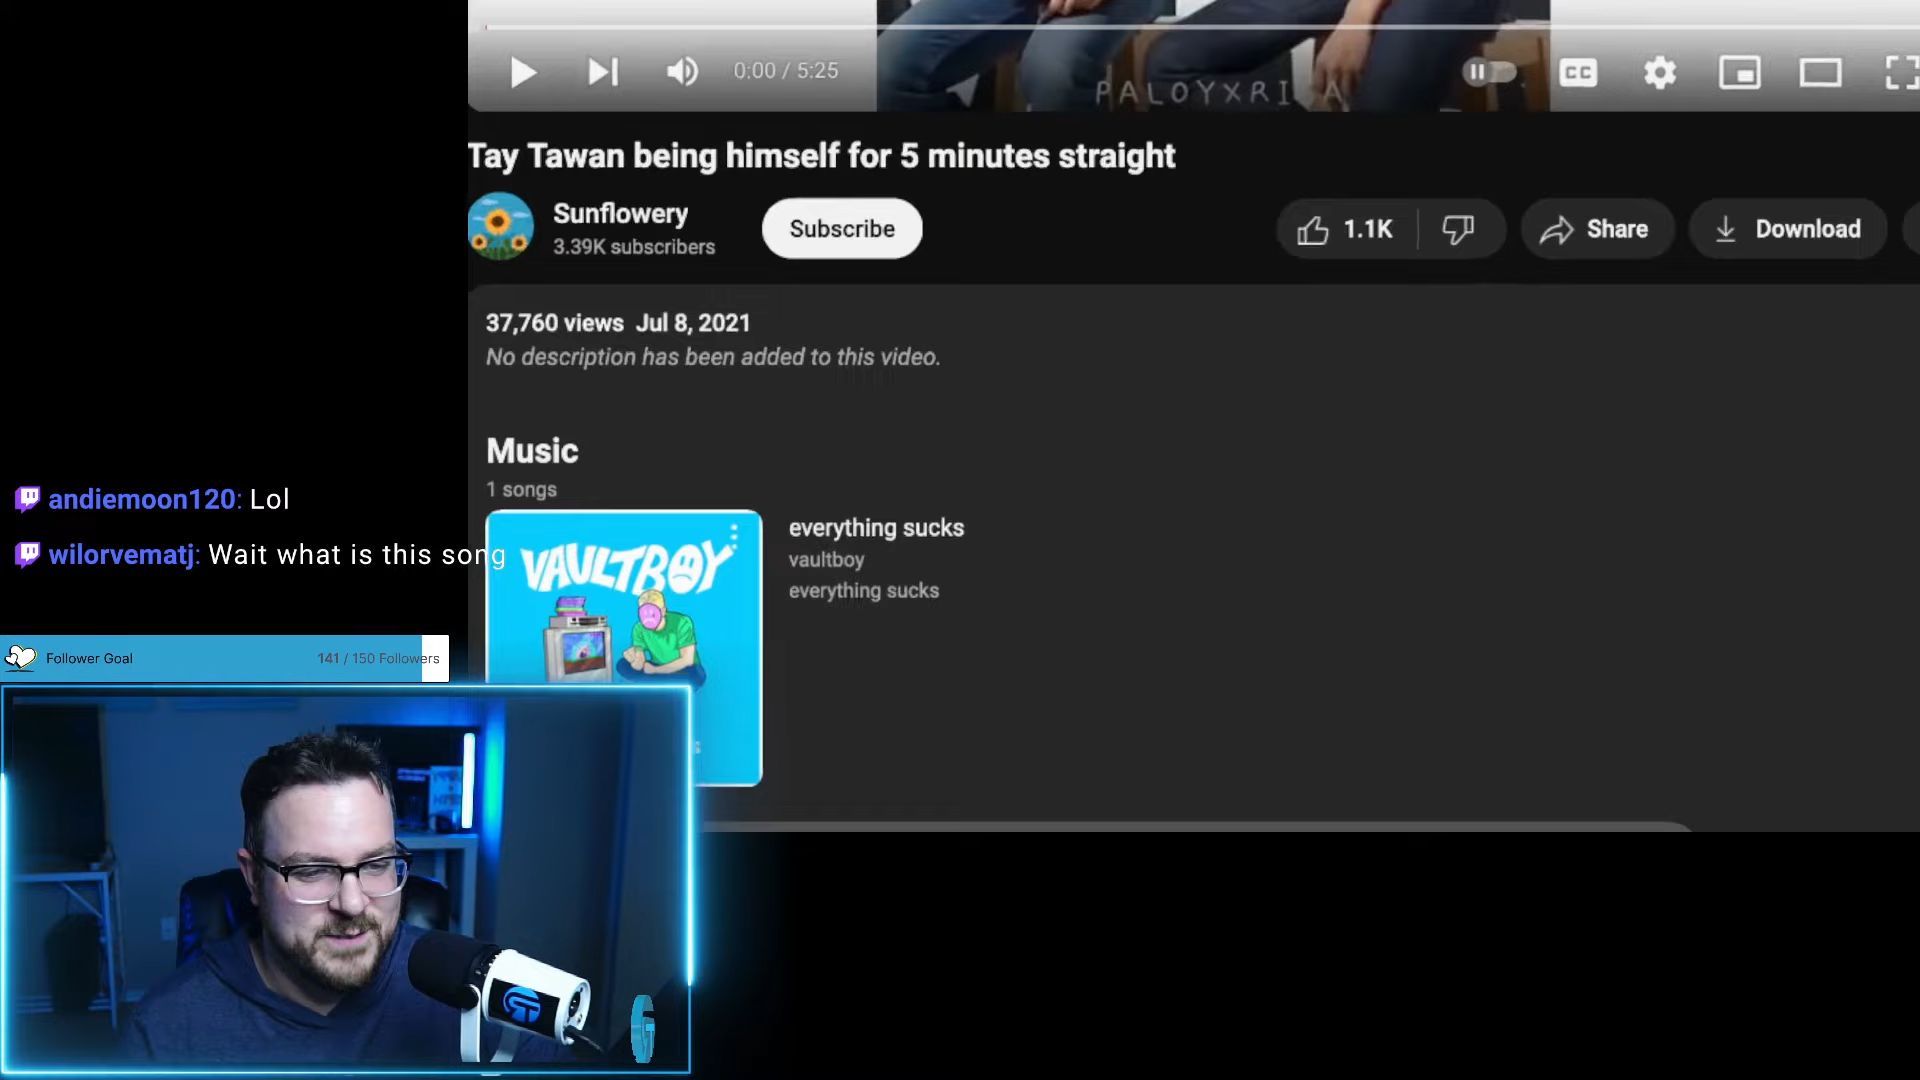 0:00 / 5:25
CC
PALOYXRI A
Tay Tawan being himself for 5 minutes straight
Sunflowery
3.39K subscribers
Subscribe
1.1K
Share
Download
37,760 views Jul 8, 2021
No description has been added to this video.
Music
1 songs
VAULTBOY
everything sucks
vaultboy
everything sucks
andiemoon120: Lol
wilorvematj: Wait what is this song
Follower Goal
141 / 150 Followers